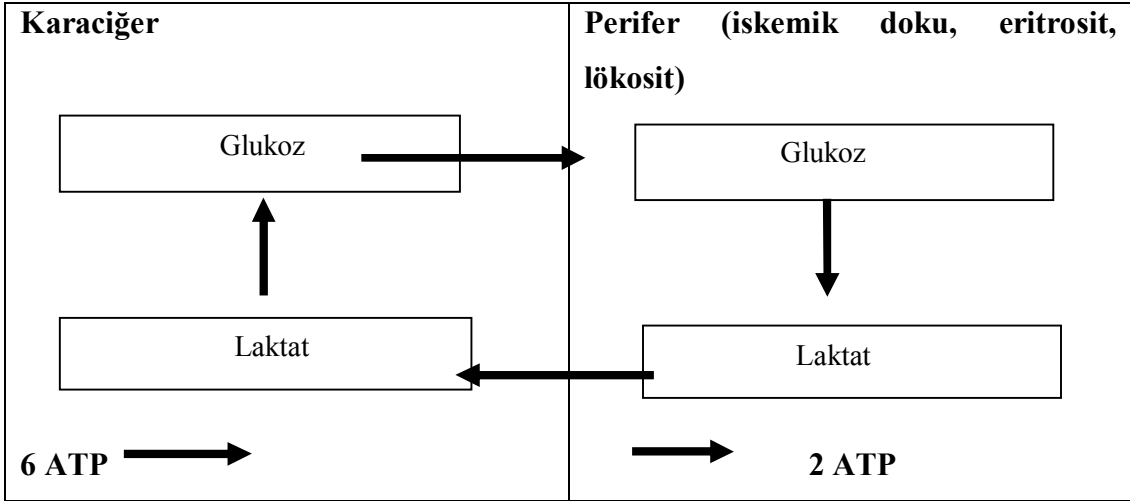 Karaciğer
Perifer (iskemik doku, eritrosit,
lökosit)
Glukoz
Glukoz
Laktat
Laktat
6 ATP
2 ATP